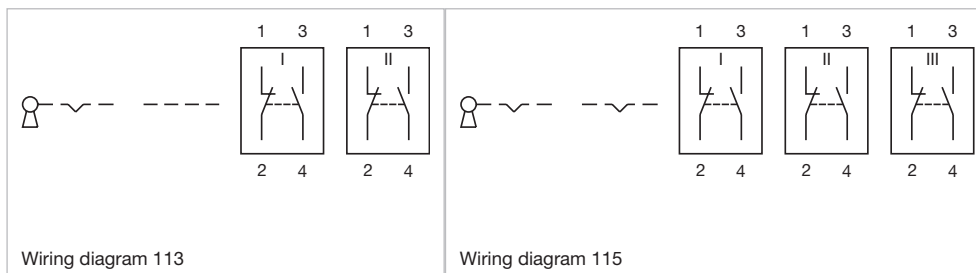 1 3 1 3
I II
2 4 2 4
Wiring diagram 113
1 3 1 3 1 3
I II III
2 4 2 4 2 4
Wiring diagram 115